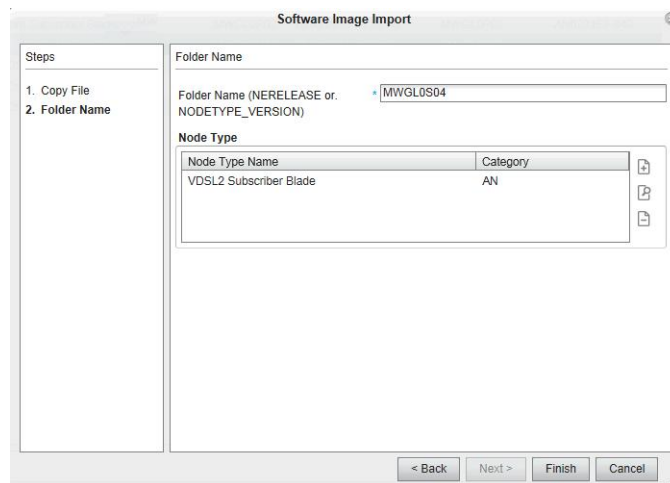 Software Image Import
Steps
1. Copy File
2. Folder Name
Folder Name
Folder Name (NERELEASE or.
NODETYPE_VERSION)
* MWGL0S04
Node Type
Node Type Name Category
VDSL2 Subscriber Blade AN
< Back Next > Finish Cancel